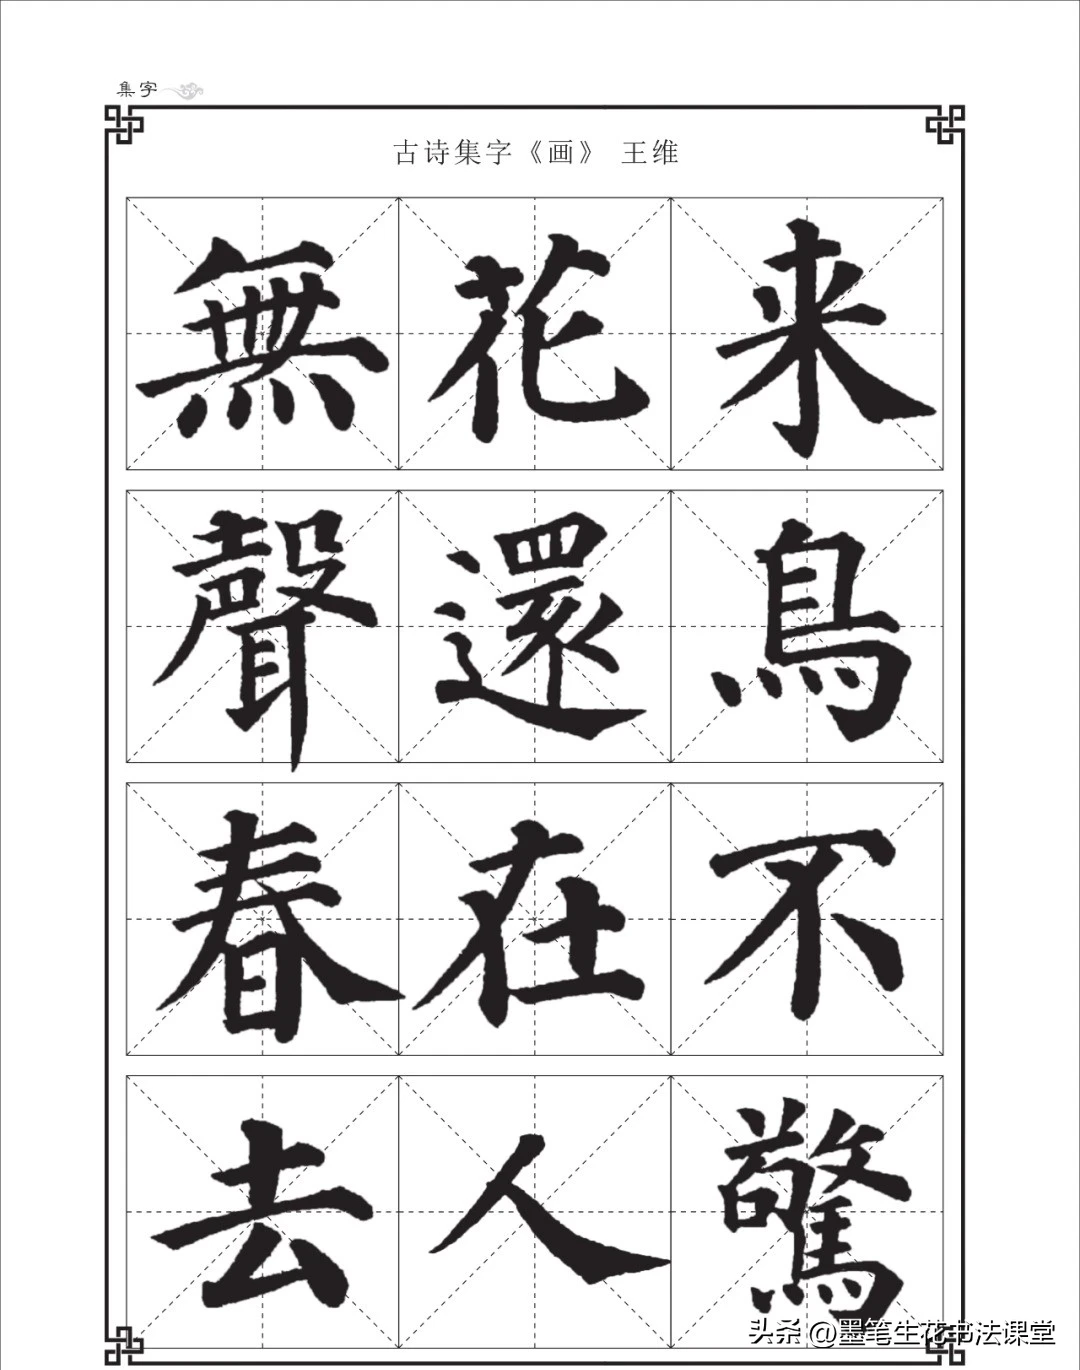 集字
古诗集字《画》 王维
無聲春去
花還在人
来鳥不驚
头条 @墨笔生花书法课堂